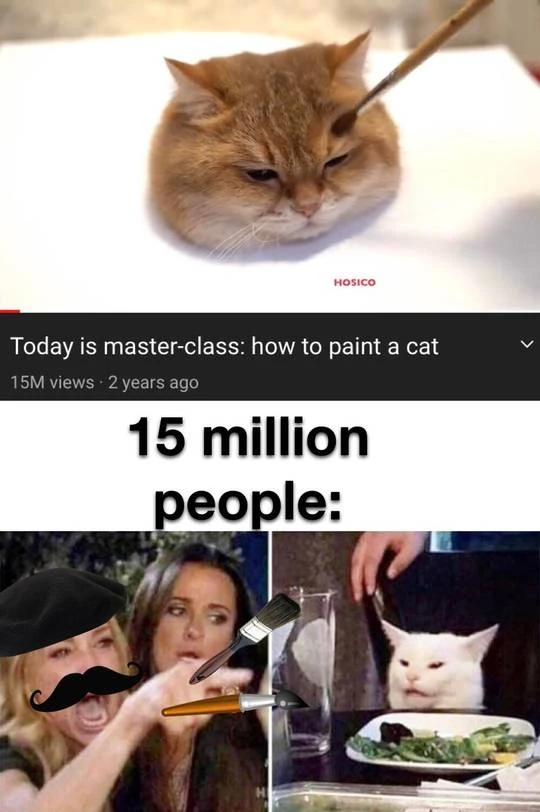 HOSICO
Today is master-class: how to paint a cat
15M views · 2 years ago
15 million
people: